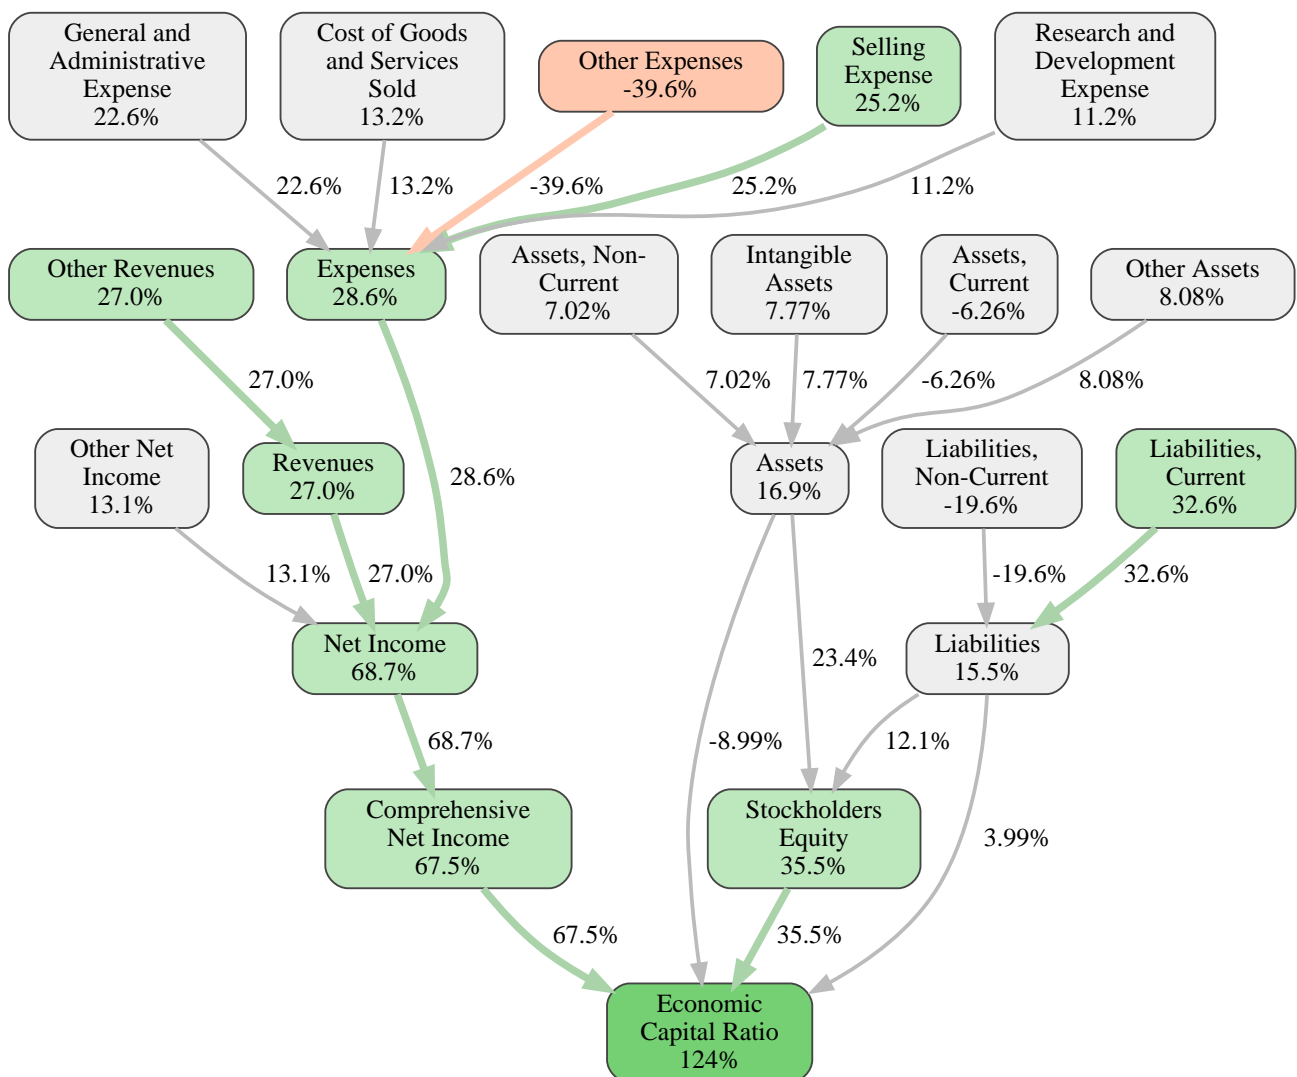 General and
Administrative
Expense
22.6%
Cost of Goods
and Services
Sold
13.2%
Other Expenses
-39.6%
Selling
Expense
25.2%
Research and
Development
Expense
11.2%
22.6%
13.2%
-39.6%
25.2%
11.2%
Other Revenues
27.0%
Expenses
28.6%
Assets, Non-
Current
7.02%
Intangible
Assets
7.77%
Assets,
Current
-6.26%
Other Assets
8.08%
27.0%
7.02%
7.77%
-6.26%
8.08%
Other Net
Income
13.1%
Revenues
27.0%
28.6%
Assets
16.9%
Liabilities,
Non-Current
-19.6%
Liabilities,
Current
32.6%
13.1%
27.0%
-19.6%
32.6%
Net Income
68.7%
23.4%
Liabilities
15.5%
68.7%
-8.99%
12.1%
Comprehensive
Net Income
67.5%
Stockholders
Equity
35.5%
3.99%
67.5%
35.5%
Economic
Capital Ratio
124%